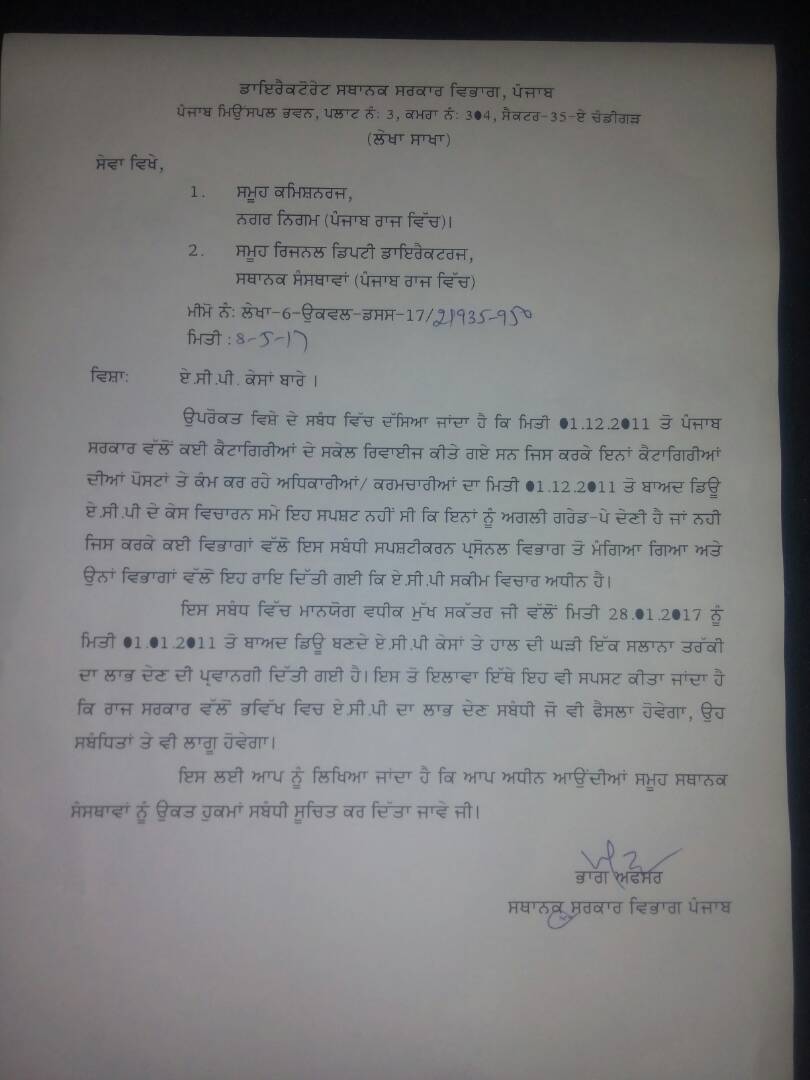 ਡਾਇਰੈਕਟੋਰੇਟ ਸਥਾਨਕ ਸਰਕਾਰ ਵਿਭਾਗ, ਪੰਜਾਬ
ਪੰਜਾਬ ਮਿਉਂਸਪਲ ਭਵਨ, ਪਲਾਟ ਨੰ: 3, ਕਮਰਾ ਨੰ: 304, ਸੈਕਟਰ-35-ਏ ਚੰਡੀਗੜ
(ਲੇਖਾ ਸਾਖਾ)
ਸੇਵਾ ਵਿਖੇ,
1. ਸਮੂਹ ਕਮਿਸ਼ਨਰਜ,
ਨਗਰ ਨਿਗਮ (ਪੰਜਾਬ ਰਾਜ ਵਿੱਚ)।
2. ਸਮੂਹ ਰਿਜਨਲ ਡਿਪਟੀ ਡਾਇਰੈਕਟਰਜ,
ਸਥਾਨਕ ਸੰਸਥਾਵਾਂ (ਪੰਜਾਬ ਰਾਜ ਵਿੱਚ)
ਮੀਮੋ ਨੰ: ਲੇਖਾ-6-ਉਕਵਲ-ਡਸਸ-17/21935-950
ਮਿਤੀ : 8-5-17
ਵਿਸ਼ਾ: ਏ.ਸੀ.ਪੀ. ਕੇਸਾਂ ਬਾਰੇ ।
ਉਪਰੋਕਤ ਵਿਸ਼ੇ ਦੇ ਸਬੰਧ ਵਿੱਚ ਦੱਸਿਆ ਜਾਂਦਾ ਹੈ ਕਿ ਮਿਤੀ 01.12.2011 ਤੋ ਪੰਜਾਬ
ਸਰਕਾਰ ਵੱਲੋਂ ਕਈ ਕੈਟਾਗਿਰੀਆਂ ਦੇ ਸਕੇਲ ਰਿਵਾਈਜ ਕੀਤੇ ਗਏ ਸਨ ਜਿਸ ਕਰਕੇ ਇਨਾਂ ਕੈਟਾਗਿਰੀਆਂ
ਦੀਆਂ ਪੋਸਟਾਂ ਤੇ ਕੰਮ ਕਰ ਰਹੇ ਅਧਿਕਾਰੀਆਂ/ ਕਰਮਚਾਰੀਆਂ ਦਾ ਮਿਤੀ 01.12.2011 ਤੋ ਬਾਅਦ ਡਿਊ
ਏ.ਸੀ.ਪੀ ਦੇ ਕੇਸ ਵਿਚਾਰਨ ਸਮੇ ਇਹ ਸਪਸ਼ਟ ਨਹੀਂ ਸੀ ਕਿ ਇਨਾਂ ਨੂੰ ਅਗਲੀ ਗਰੇਡ-ਪੇ ਦੇਣੀ ਹੈ ਜਾਂ ਨਹੀ
ਜਿਸ ਕਰਕੇ ਕਈ ਵਿਭਾਗਾਂ ਵੱਲੋਂ ਇਸ ਸਬੰਧੀ ਸਪਸ਼ਟੀਕਰਨ ਪ੍ਰਸੋਨਲ ਵਿਭਾਗ ਤੋ ਮੰਗਿਆ ਗਿਆ ਅਤੇ
ਉਨਾਂ ਵਿਭਾਗਾਂ ਵੱਲੋਂ ਇਹ ਰਾਇ ਦਿੱਤੀ ਗਈ ਕਿ ਏ.ਸੀ.ਪੀ ਸਕੀਮ ਵਿਚਾਰ ਅਧੀਨ ਹੈ।
ਇਸ ਸਬੰਧ ਵਿੱਚ ਮਾਨਯੋਗ ਵਧੀਕ ਮੁੱਖ ਸਕੱਤਰ ਜੀ ਵੱਲੋਂ ਮਿਤੀ 28.01.2017 ਨੂੰ
ਮਿਤੀ 01.01.2011 ਤੋ ਬਾਅਦ ਡਿਊ ਬਣਦੇ ਏ.ਸੀ.ਪੀ ਕੇਸਾਂ ਤੇ ਹਾਲ ਦੀ ਘੜੀ ਇੱਕ ਸਲਾਨਾ ਤਰੱਕੀ
ਦਾ ਲਾਭ ਦੇਣ ਦੀ ਪ੍ਰਵਾਨਗੀ ਦਿੱਤੀ ਗਈ ਹੈ। ਇਸ ਤੋ ਇਲਾਵਾ ਇੱਥੇ ਇਹ ਵੀ ਸਪਸਟ ਕੀਤਾ ਜਾਂਦਾ ਹੈ
ਕਿ ਰਾਜ ਸਰਕਾਰ ਵੱਲੋਂ ਭਵਿੱਖ ਵਿਚ ਏ.ਸੀ.ਪੀ ਦਾ ਲਾਭ ਦੇਣ ਸਬੰਧੀ ਜੋ ਵੀ ਫੈਸਲਾ ਹੋਵੇਗਾ, ਉਹ
ਸਬੰਧਿਤਾਂ ਤੇ ਵੀ ਲਾਗੂ ਹੋਵੇਗਾ।
ਇਸ ਲਈ ਆਪ ਨੂੰ ਲਿਖਿਆ ਜਾਂਦਾ ਹੈ ਕਿ ਆਪ ਅਧੀਨ ਆਉਂਦੀਆਂ ਸਮੂਹ ਸਥਾਨਕ
ਸੰਸਥਾਵਾਂ ਨੂੰ ਉਕਤ ਹੁਕਮਾਂ ਸਬੰਧੀ ਸੂਚਿਤ ਕਰ ਦਿੱਤਾ ਜਾਵੇ ਜੀ।
ਭਾਗ ਅਫਸਰ
ਸਥਾਨਕ ਸਰਕਾਰ ਵਿਭਾਗ ਪੰਜਾਬ